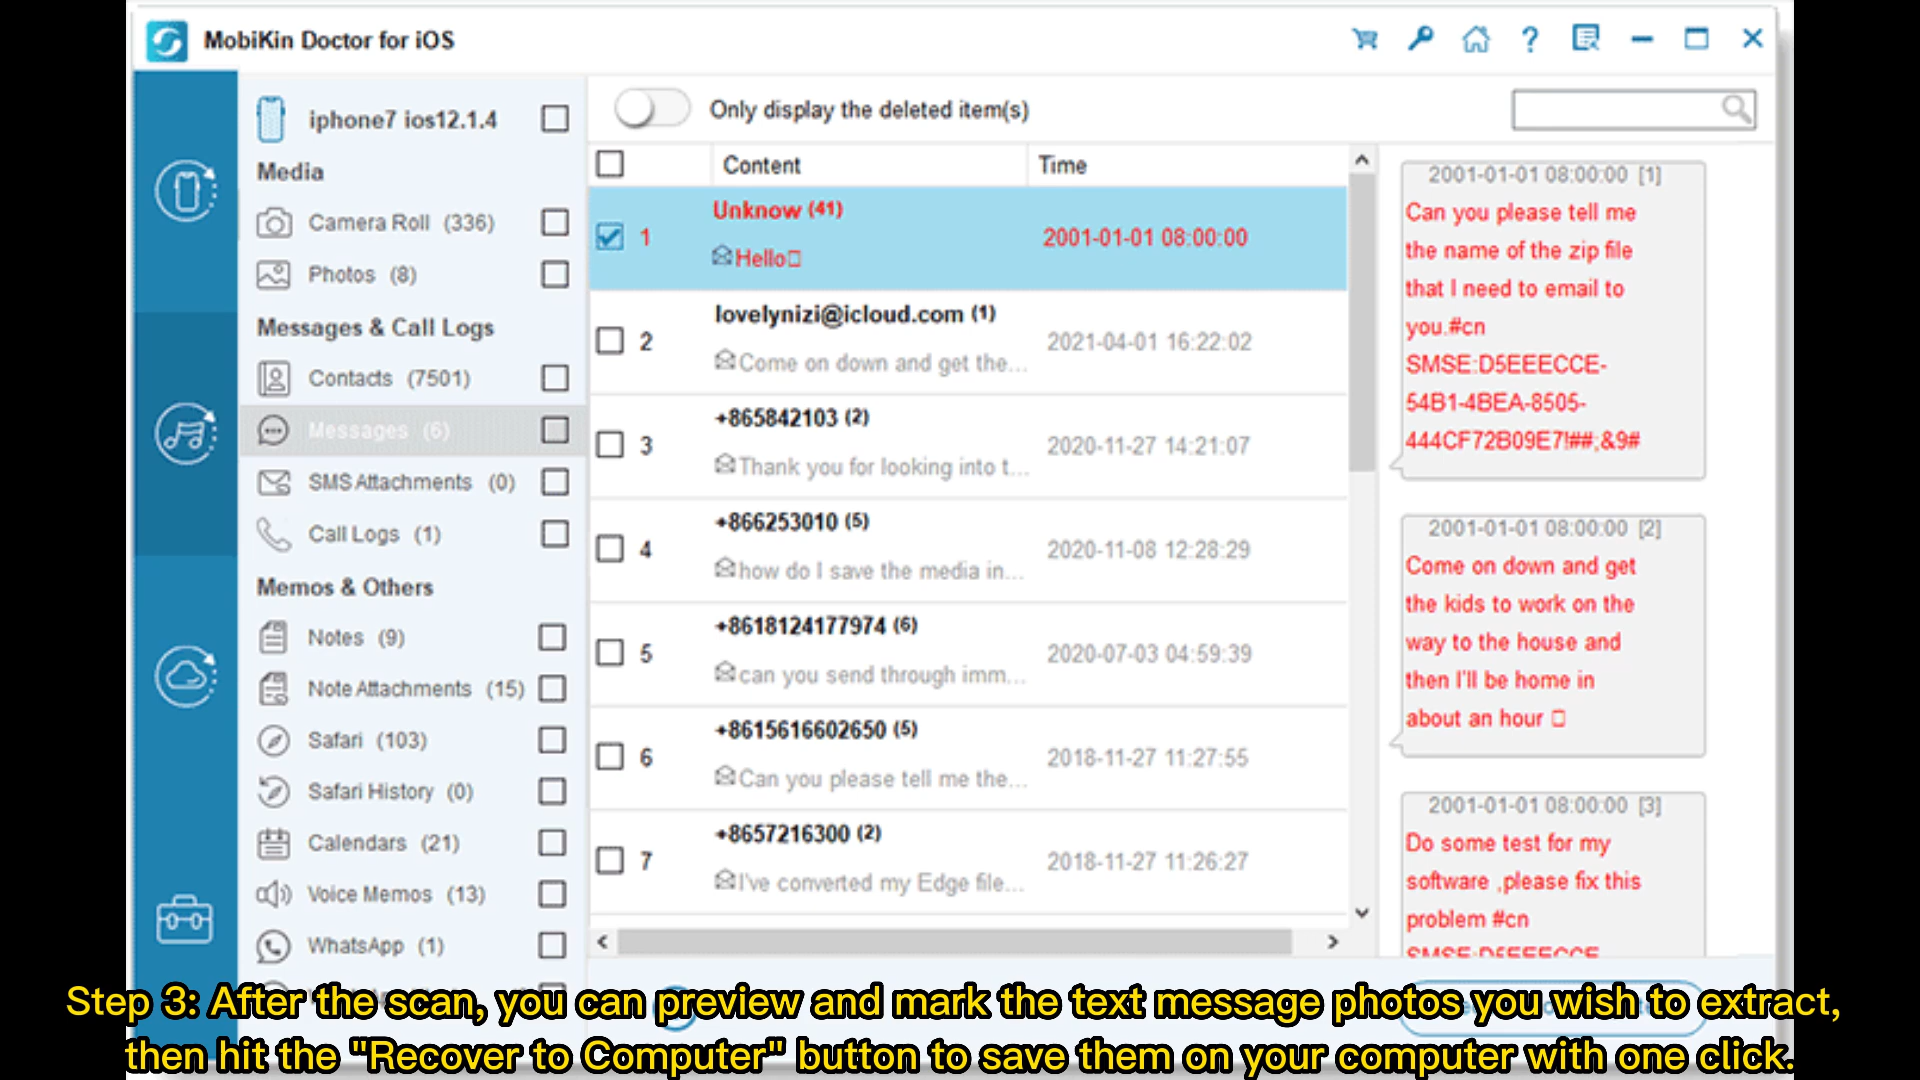 MobiKin Doctor for iOS
iphone7 ios12.1.4
Media
Camera Roll (336)
Photos (8)
Messages & Call Logs
Contacts (7501)
Messages (6)
SMS Attachments (0)
Call Logs (1)
Memos & Others
Notes (9)
Note Attachments (15)
Safari (103)
Safari History (0)
Calendars (21)
Voice Memos (13)
WhatsApp (1)
Only display the deleted item(s)
Content Time
1 Unknow (41) 2001-01-01 08:00:00
Hello
2 lovelynizi@icloud.com (1) 2021-04-01 16:22:02
Come on down and get the...
3 +865842103 (2) 2020-11-27 14:21:07
Thank you for looking into t...
4 +866253010 (5) 2020-11-08 12:28:29
how do I save the media in...
5 +8618124177974 (6) 2020-07-03 04:59:39
can you send through imm...
6 +8615616602650 (5) 2018-11-27 11:27:55
Can you please tell me the...
7 +8657216300 (2) 2018-11-27 11:26:27
I've converted my Edge file...
2001-01-01 08:00:00 [1]
Can you please tell me
the name of the zip file
that I need to email to
you.#cn
SMSE:D5EEECCE-
54B1-4BEA-8505-
444CF72B09E7!##,&9#
2001-01-01 08:00:00 [2]
Come on down and get
the kids to work on the
way to the house and
then I'll be home in
about an hour
2001-01-01 08:00:00 [3]
Do some test for my
software ,please fix this
problem #cn
SMSE:D5EEECCE
Step 3: After the scan, you can preview and mark the text message photos you wish to extract,
then hit the "Recover to Computer" button to save them on your computer with one click.